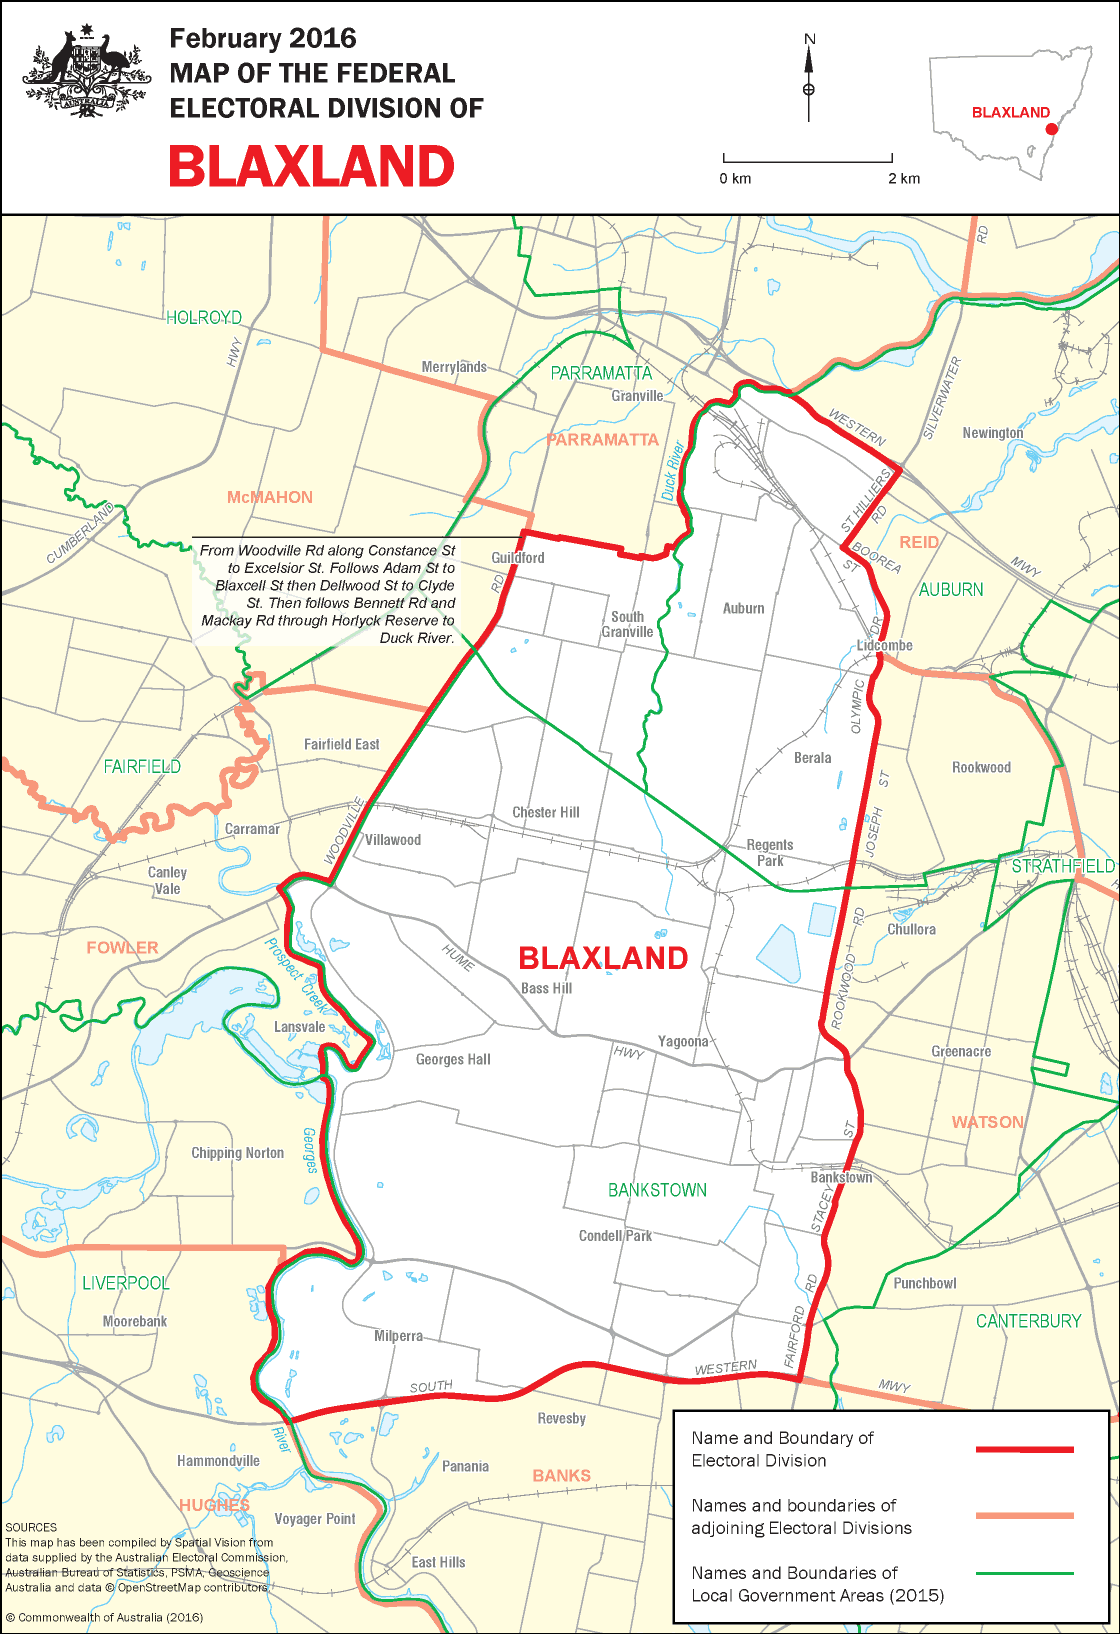 February 2016
MAP OF THE FEDERAL
ELECTORAL DIVISION OF
BLAXLAND
AUSTRALIA
N
0 km
2 km
BLAXLAND
RD
HOLROYD
HWY
Merrylands
PARRAMATTA
Granville
SILVERWATER
WESTERN
Newington
PARRAMATTA
Duck River
McMAHON
CUMBERLAND
ST HILLIERS
RD
REID
BOOREA
ST
MWY
AUBURN
From Woodville Rd along Constance St
to Excelsior St. Follows Adam St to
Blaxcell St then Dellwood St to Clyde
St. Then follows Bennett Rd and
Mackay Rd through Horlyck Reserve to
Duck River.
Guildford
RD
South
Granville
Auburn
DR
Lidcombe
OLYMPIC
Fairfield East
FAIRFIELD
Berala
Rookwood
ST
JOSEPH
Carramar
WOODVILLE
Villawood
Chester Hill
Regents
Park
STRATHFIELD
Canley
Vale
RD
Chullora
FOWLER
Prospect Creek
HUME
BLAXLAND
Bass Hill
ROOKWOOD
Lansvale
Georges Hall
HWY
Yagoona
Greenacre
Georges
WATSON
ST
Chipping Norton
Bankstown
BANKSTOWN
STACEY
Condell Park
LIVERPOOL
RD
Punchbowl
Moorebank
CANTERBURY
Milperra
FAIRFORD
SOUTH
WESTERN
MWY
Revesby
River
Hammondville
Panania
BANKS
HUGHES
Voyager Point
East Hills
Name and Boundary of
Electoral Division
Names and boundaries of
adjoining Electoral Divisions
Names and Boundaries of
Local Government Areas (2015)
SOURCES
This map has been compiled by Spatial Vision from
data supplied by the Australian Electoral Commission,
Australian Bureau of Statistics, PSMA, Geoscience
Australia and data © OpenStreetMap contributors.
© Commonwealth of Australia (2016)